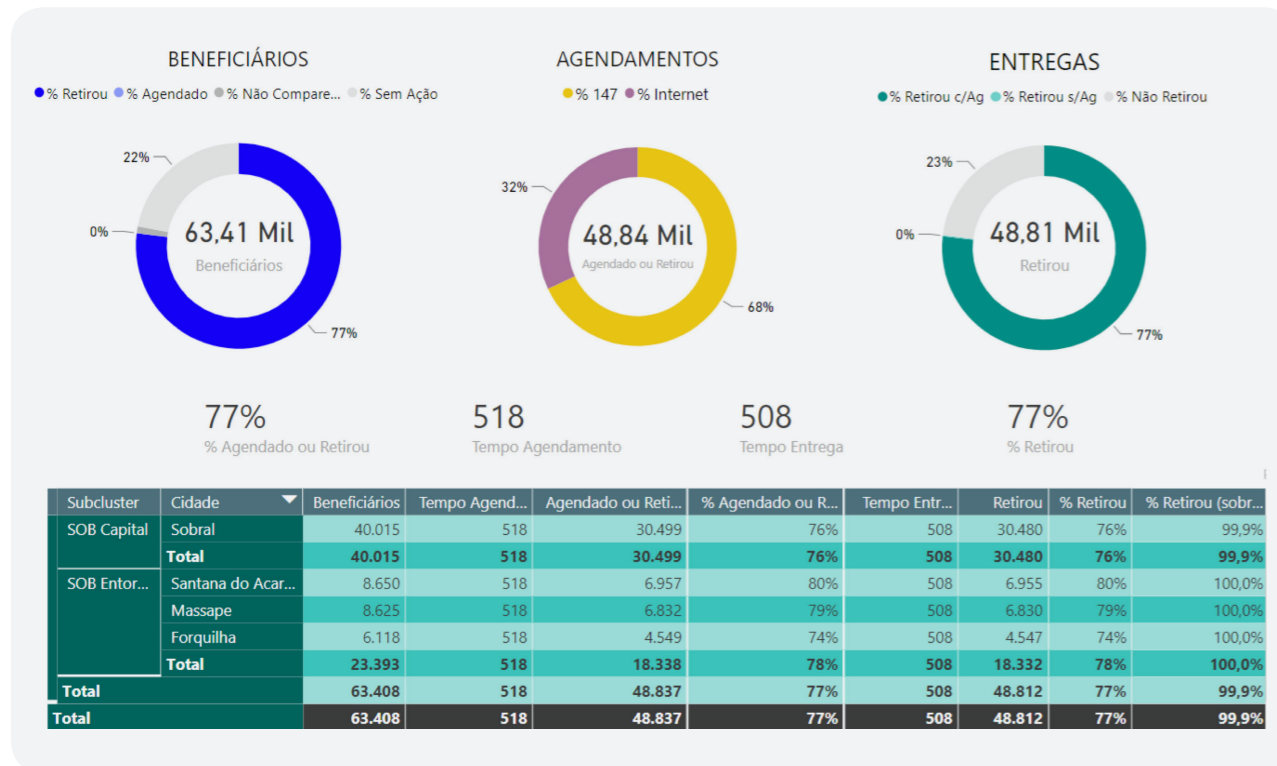 BENEFICIÁRIOS
% Retirou % Agendado % Não Compare... % Sem Ação
22%
0%
63,41 Mil
Beneficiários
77%
AGENDAMENTOS
% 147 % Internet
32%
48,84 Mil
Agendado ou Retirou
68%
ENTREGAS
% Retirou c/Ag % Retirou s/Ag % Não Retirou
23%
0%
48,81 Mil
Retirou
77%
77%
% Agendado ou Retirou
518
Tempo Agendamento
508
Tempo Entrega
77%
% Retirou
Subcluster Cidade Beneficiários Tempo Agend... Agendado ou Reti... % Agendado ou R... Tempo Entr... Retirou % Retirou % Retirou (sobr...
SOB Capital Sobral 40.015 518 30.499 76% 508 30.480 76% 99,9%
Total 40.015 518 30.499 76% 508 30.480 76% 99,9%
SOB Entor... Santana do Acar... 8.650 518 6.957 80% 508 6.955 80% 100,0%
Massape 8.625 518 6.832 79% 508 6.830 79% 100,0%
Forquilha 6.118 518 4.549 74% 508 4.547 74% 100,0%
Total 23.393 518 18.338 78% 508 18.332 78% 100,0%
Total 63.408 518 48.837 77% 508 48.812 77% 99,9%
Total 63.408 518 48.837 77% 508 48.812 77% 99,9%